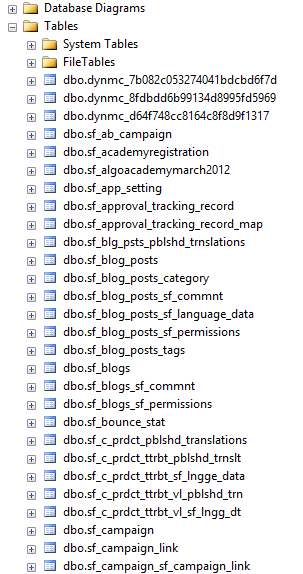 Database Diagrams
Tables
System Tables
FileTables
dbo.dynmc_7b082c053274041bdcbd6f7d
dbo.dynmc_8fdbdd6b99134d8995fd5969
dbo.dynmc_d64f748cc8164c8f8d9f1317
dbo.sf_ab_campaign
dbo.sf_academyregistration
dbo.sf_algoacademymarch2012
dbo.sf_app_setting
dbo.sf_approval_tracking_record
dbo.sf_approval_tracking_record_map
dbo.sf_blg_psts_pblshd_trnslations
dbo.sf_blog_posts
dbo.sf_blog_posts_category
dbo.sf_blog_posts_sf_commnt
dbo.sf_blog_posts_sf_language_data
dbo.sf_blog_posts_sf_permissions
dbo.sf_blog_posts_tags
dbo.sf_blogs
dbo.sf_blogs_sf_commnt
dbo.sf_blogs_sf_permissions
dbo.sf_bounce_stat
dbo.sf_c_prdct_pblshd_translations
dbo.sf_c_prdct_ttrbt_pblshd_trnslt
dbo.sf_c_prdct_ttrbt_sf_lngge_data
dbo.sf_c_prdct_ttrbt_vl_pblshd_trn
dbo.sf_c_prdct_ttrbt_vl_sf_lngg_dt
dbo.sf_campaign
dbo.sf_campaign_link
dbo.sf_campaign_sf_campaign_link